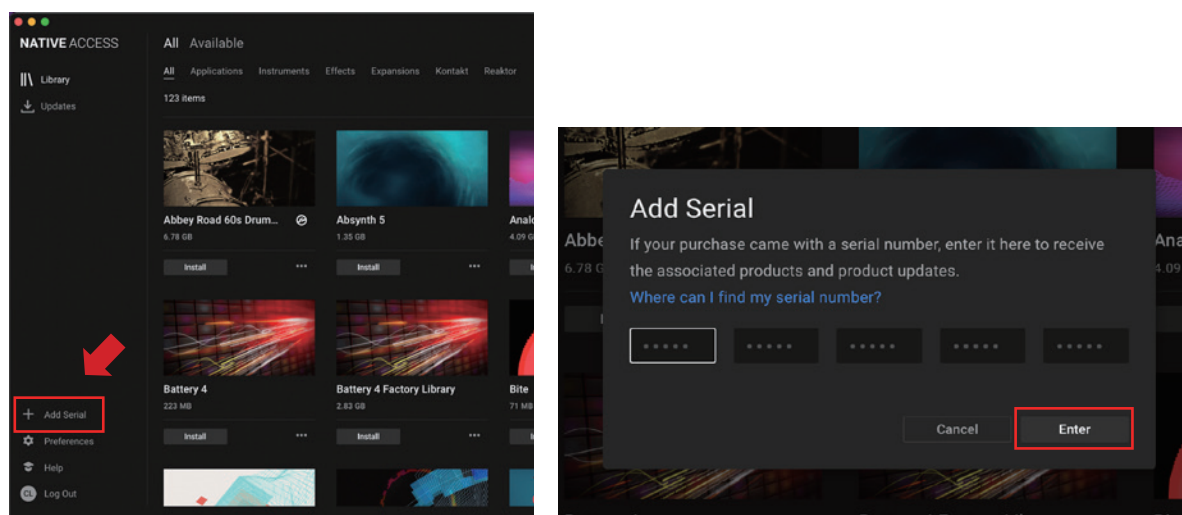 NATIVE ACCESS
Library
Updates
Add Serial
Preferences
Help
CL Log Out
All Available
All Applications Instruments Effects Expansions Kontakt Reaktor
123 items
Abbey Road 60s Drum... Absynth 5
6.78 GB 1.35 GB 4.09
Install Install
Battery 4 Battery 4 Factory Library Bite
223 MB 2.83 GB 71 MB
Install Install
Abbe
6.78
Add Serial
If your purchase came with a serial number, enter it here to receive
the associated products and product updates.
Where can I find my serial number?
Cancel Enter
Ana
4.09